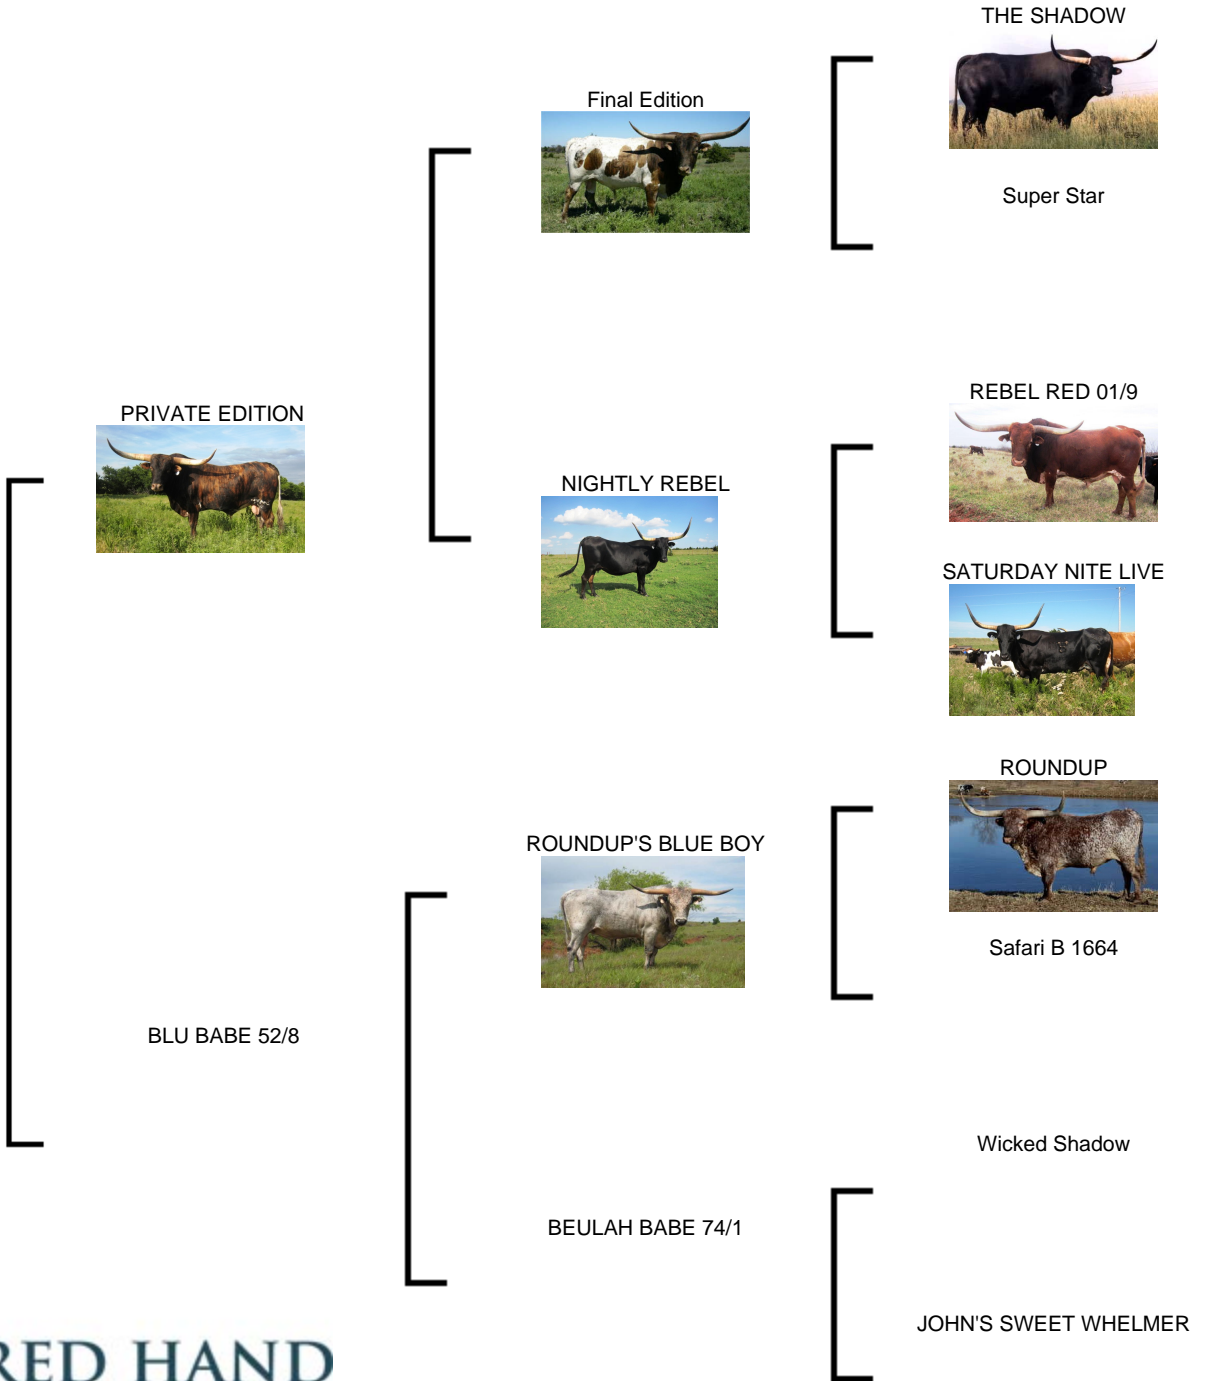 THE SHADOW
Final Edition
Super Star
PRIVATE EDITION
REBEL RED 01/9
NIGHTLY REBEL
SATURDAY NITE LIVE
ROUNDUP
ROUNDUP'S BLUE BOY
Safari B 1664
BLU BABE 52/8
Wicked Shadow
BEULAH BABE 74/1
JOHN'S SWEET WHELMER
RED HAND